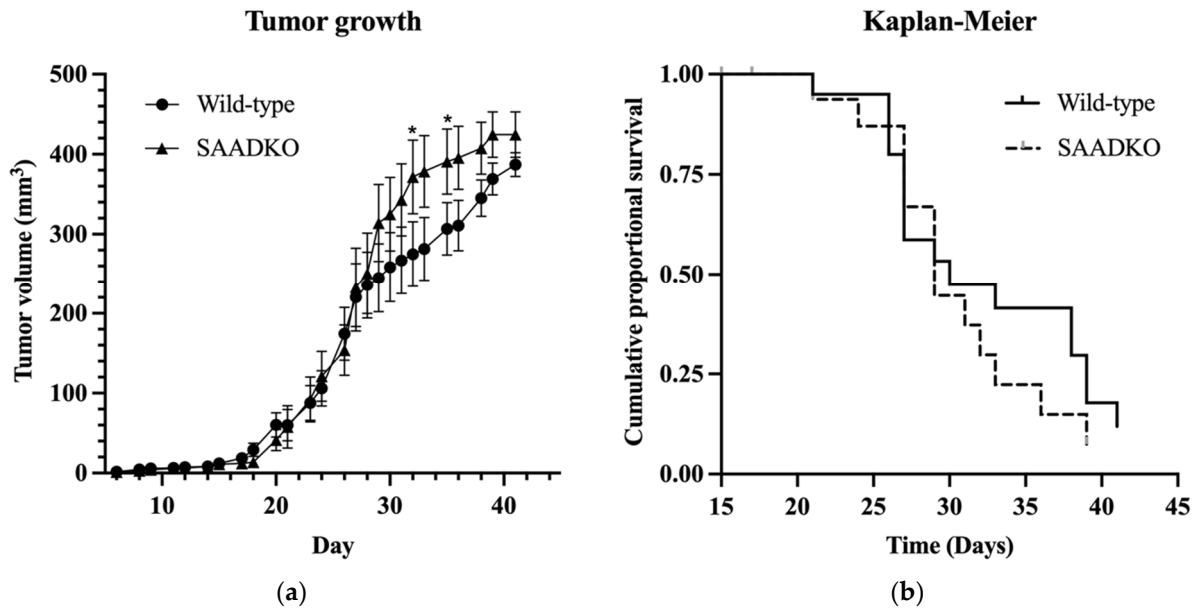 Tumor growth
500
400
300
200
100
0
Tumor volume (mm³)
Wild-type
SAADKO
*
*
10
20
30
40
Day
(a)
Kaplan-Meier
1.00
0.75
0.50
0.25
0.00
Cumulative proportional survival
Wild-type
SAADKO
15
20
25
30
35
40
45
Time (Days)
(b)